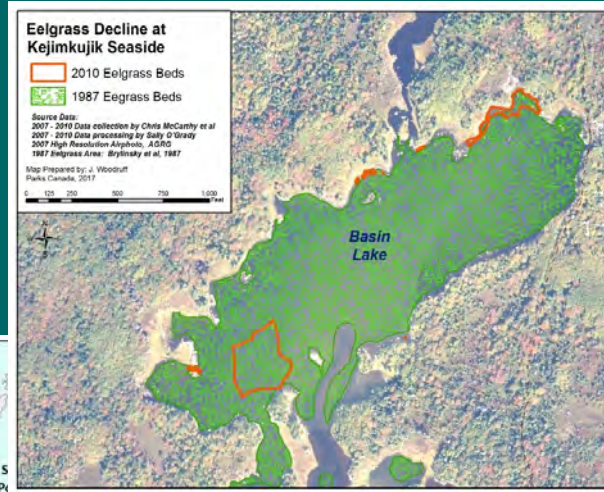 Eelgrass Decline at
Kejimkujik Seaside
2010 Eelgrass Beds
1987 Eegrass Beds
Source Data:
2007 - 2010 Data collection by Chris McCarthy et al
2007 - 2010 Data processing by Sally O'Grady
2007 High Resolution Airphoto, AGRG
1987 Eelgrass Area: Brylinsky et al, 1987
Map Prepared by: J. Woodruff
Parks Canada, 2017
0 125 250 500 750 1,000
Feet
Basin
Lake
S